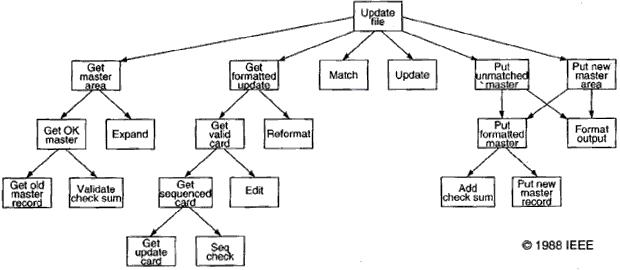 Update
file
Get
master
area
Get
formatted
update
Match
Update
Put
unmatched
master
Put new
master
area
Get OK
master
Expand
Get
valid
card
Reformat
Put
formatted
master
Format
output
Get old
master
record
Validate
check sum
Get
sequenced
card
Edit
Add
check sum
Put new
master
record
Get
update
card
Seq
check
© 1988 IEEE